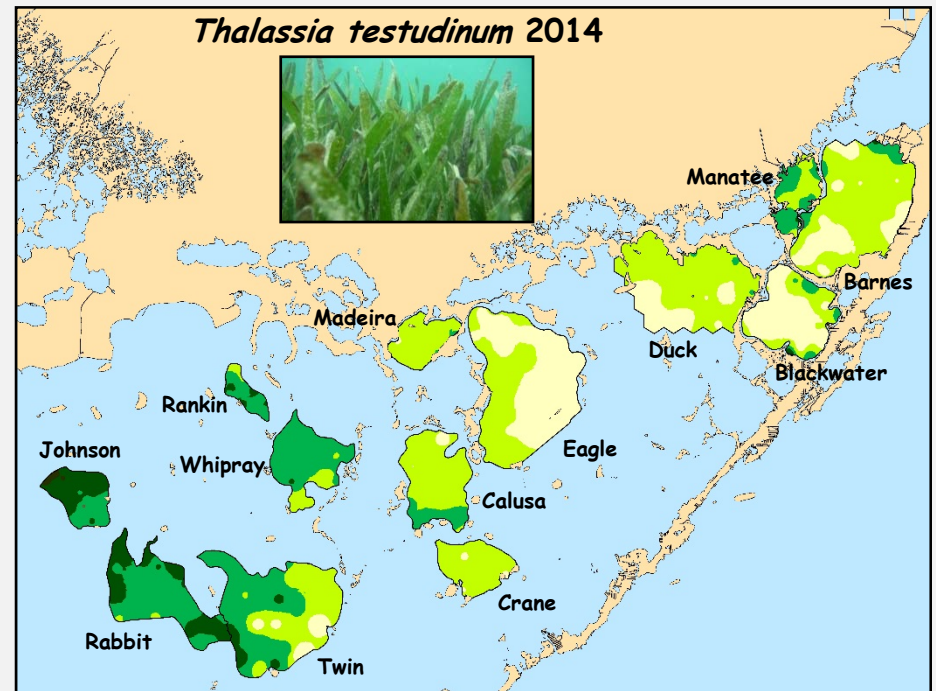 Thalassia testudinum 2014
Manatee
Barnes
Madeira
Duck
Blackwater
Rankin
Eagle
Johnson
Whipray
Calusa
Crane
Rabbit
Twin